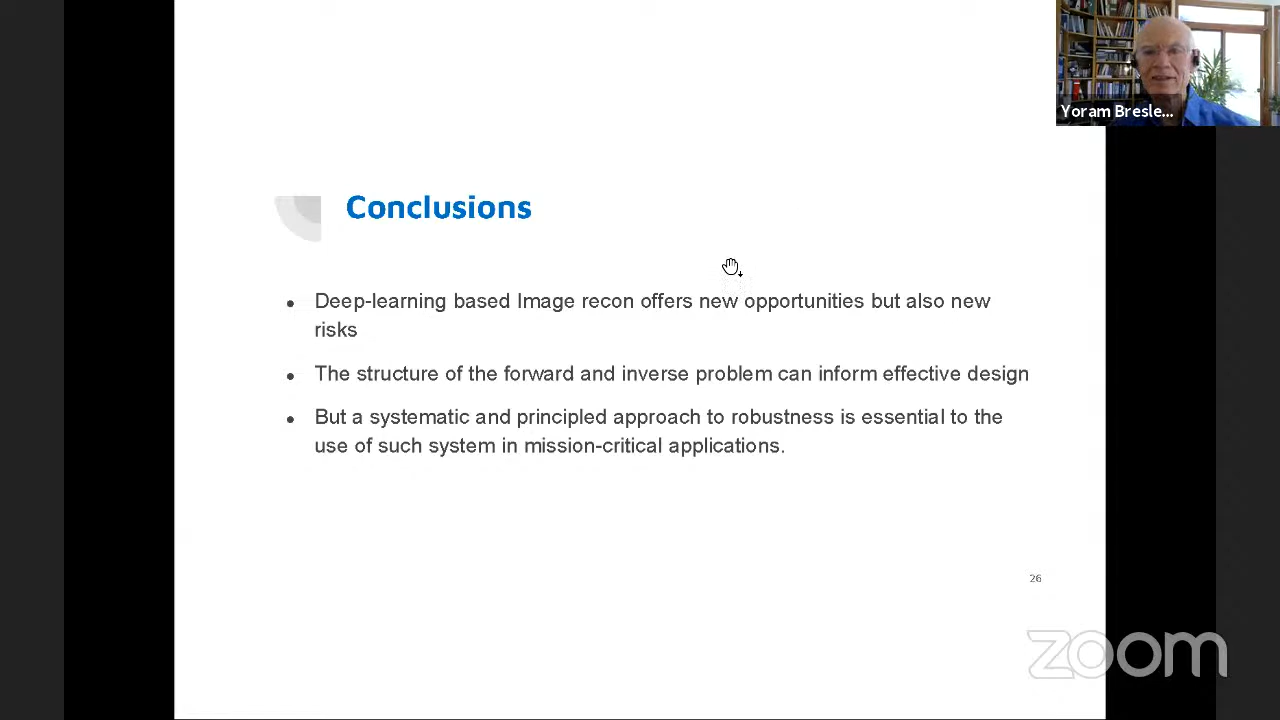 Yoram Bresle...
Conclusions
Deep-learning based Image recon offers new opportunities but also new
risks
The structure of the forward and inverse problem can inform effective design
But a systematic and principled approach to robustness is essential to the
use of such system in mission-critical applications.
26
zoom